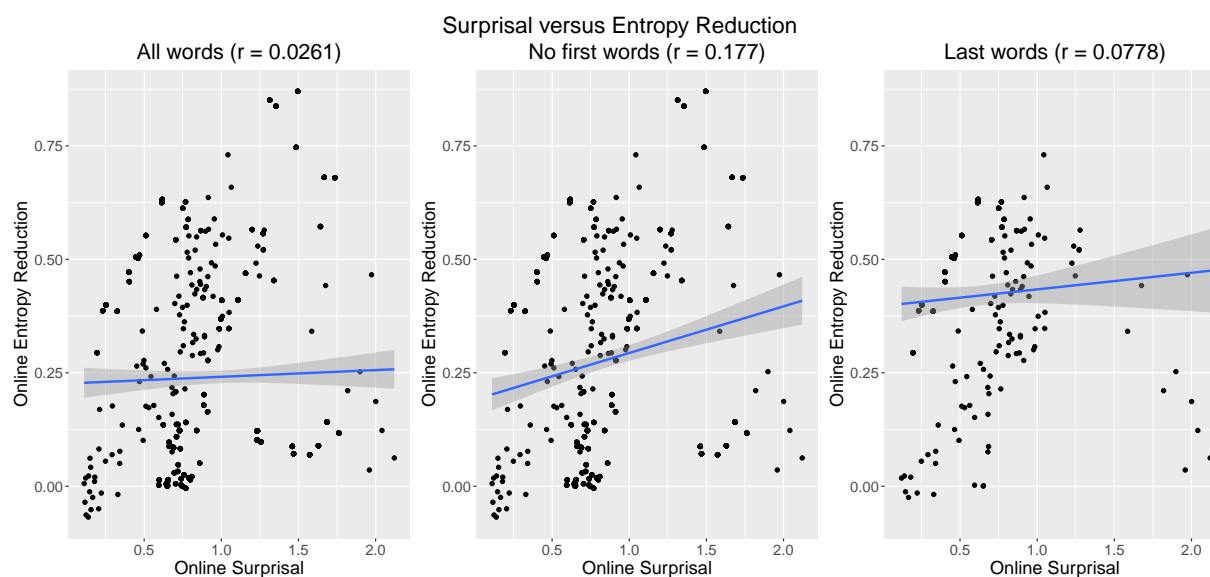 Surprisal versus Entropy Reduction
All words (r = 0.0261)
No first words (r = 0.177)
Last words (r = 0.0778)
Online Entropy Reduction
0.75
0.50
0.25
0.00
0.5 1.0 1.5 2.0
Online Surprisal
Online Entropy Reduction
0.75
0.50
0.25
0.00
0.5 1.0 1.5 2.0
Online Surprisal
Online Entropy Reduction
0.75
0.50
0.25
0.00
0.5 1.0 1.5 2.0
Online Surprisal